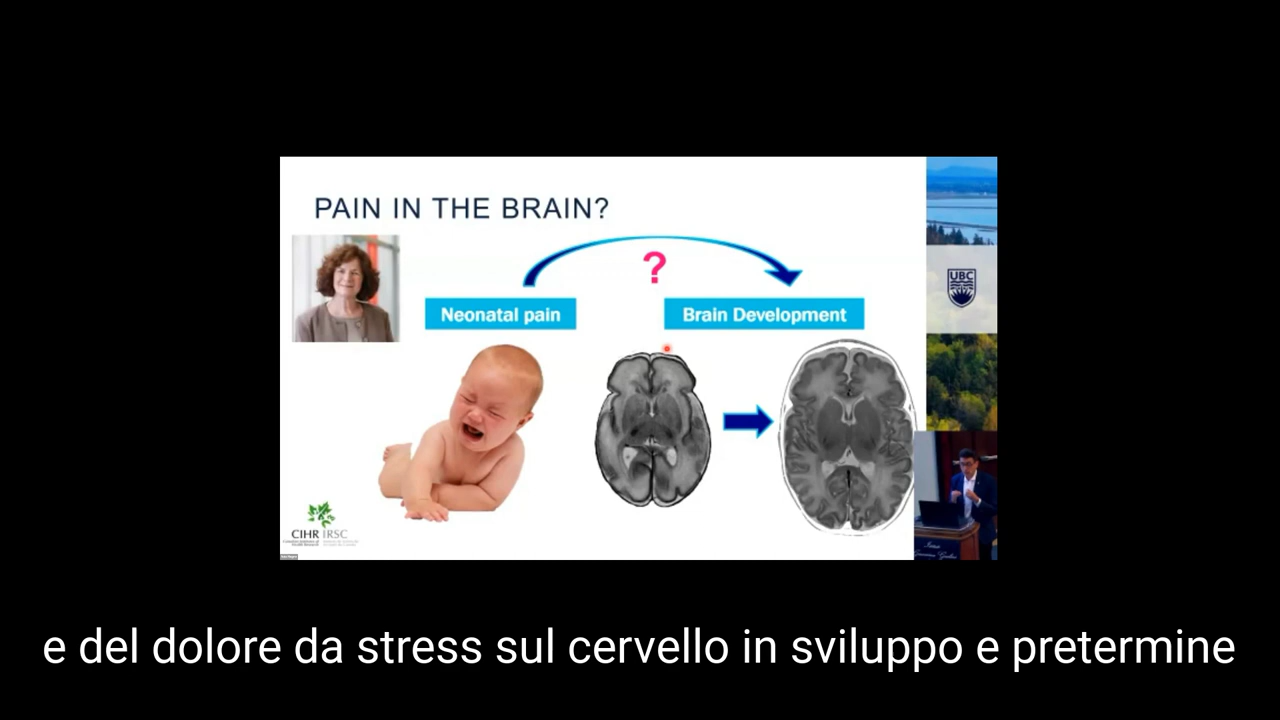 PAIN IN THE BRAIN?
?
UBC
Neonatal pain
Brain Development
CIHR IRSC
e del dolore da stress sul cervello in sviluppo e pretermine